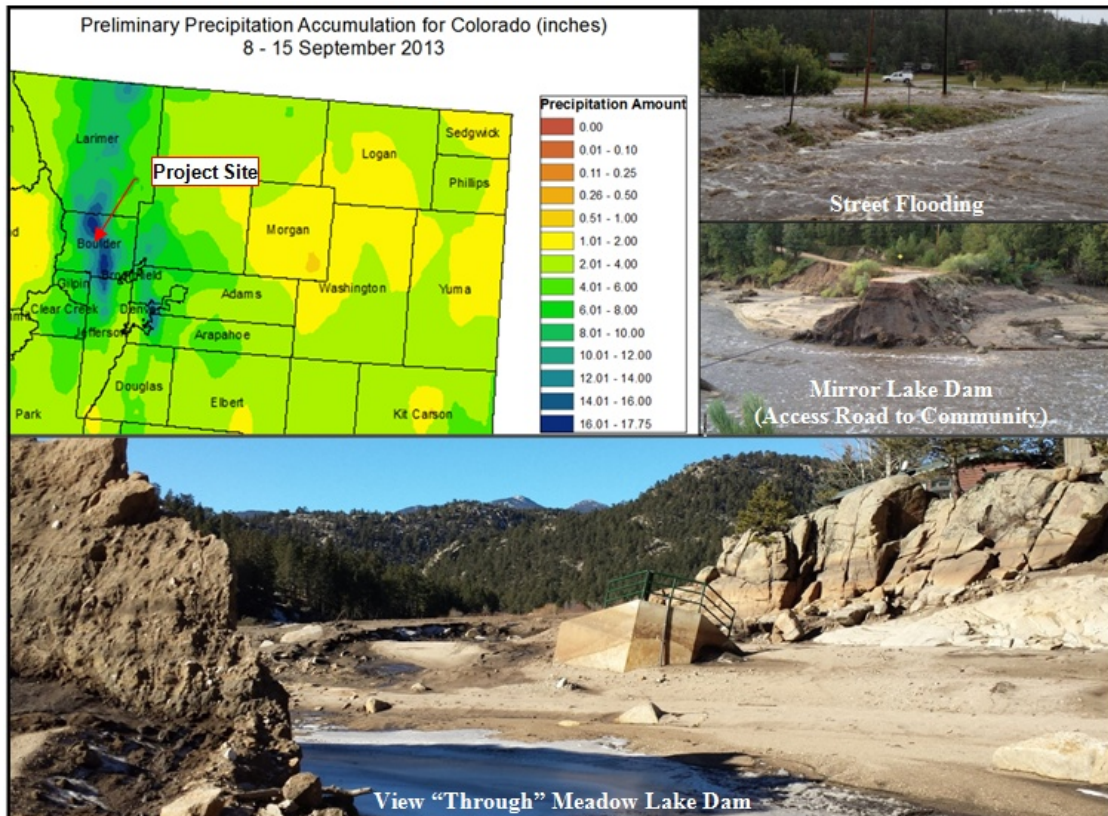 Preliminary Precipitation Accumulation for Colorado (inches)
8 - 15 September 2013
Precipitation Amount
0.00
0.01 - 0.10
0.11 - 0.25
0.26 - 0.50
0.51 - 1.00
1.01 - 2.00
2.01 - 4.00
4.01 - 6.00
6.01 - 8.00
8.01 - 10.00
10.01 - 12.00
12.01 - 14.00
14.01 - 16.00
16.01 - 17.75
Larimer
Project Site
Boulder
Gilpin
Broomfield
Clear Creek
Denver
Jefferson
Adams
Arapahoe
Douglas
Elbert
Park
Morgan
Logan
Sedgwick
Phillips
Washington
Yuma
Kit Carson
Street Flooding
Mirror Lake Dam
(Access Road to Community)
View “Through” Meadow Lake Dam